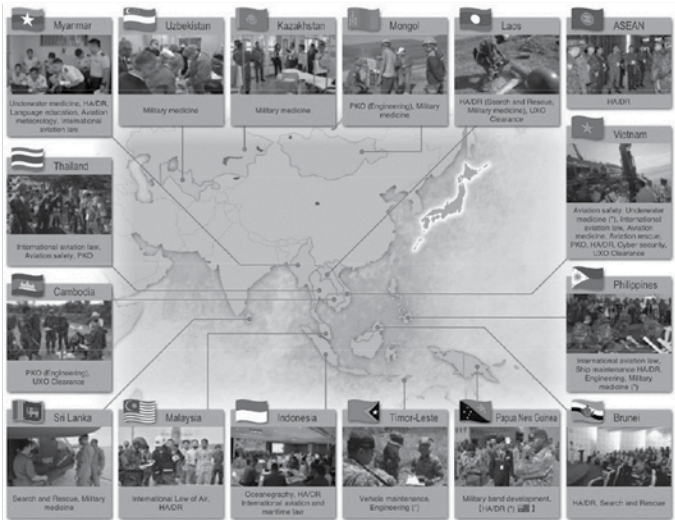 Myanmar
Underwater medicine, HA/DR,
Language education, Aviation
meteorology, International
aviation law
Uzbekistan
Military medicine
Kazakhstan
Military medicine
Mongol
PKO (Engineering), Military
medicine
Laos
HA/DR (Search and Rescue,
Military medicine), UXO
Clearance
ASEAN
HA/DR
Thailand
International aviation law,
Aviation safety, PKO
Vietnam
Aviation safety, Underwater
medicine (*), International
aviation law, Aviation
medicine, Aviation rescue,
PKO, HA/DR, Cyber security,
UXO Clearance
Cambodia
PKO (Engineering),
UXO Clearance
Philippines
International aviation law,
Ship maintenance HA/DR,
Engineering, Military
medicine (*)
Sri Lanka
Search and Rescue, Military
medicine
Malaysia
International Law of Air,
HA/DR
Indonesia
Oceanography, HA/DR
International aviation and
maritime law
Timor-Leste
Vehicle maintenance,
Engineering (*)
Papua New Guinea
Military band development,
【HA/DR (*) 】
Brunei
HA/DR, Search and Rescue